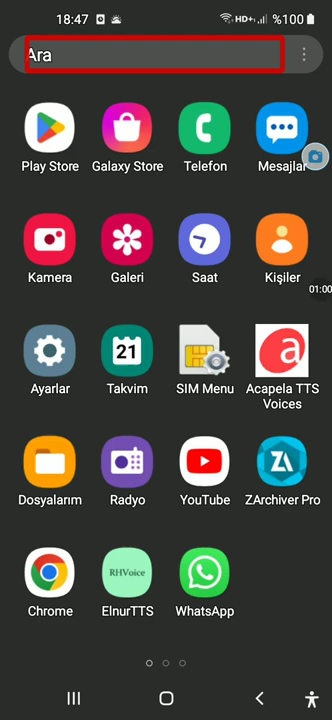 18:47 HD+ %100
Ara
Play Store Galaxy Store Telefon Mesajlar
Kamera Galeri Saat Kişiler
01:00
21
Ayarlar Takvim SIM Menu Acapela TTS Voices
Dosyalarım Radyo YouTube ZArchiver Pro
RHVoice
Chrome ElnurTTS WhatsApp